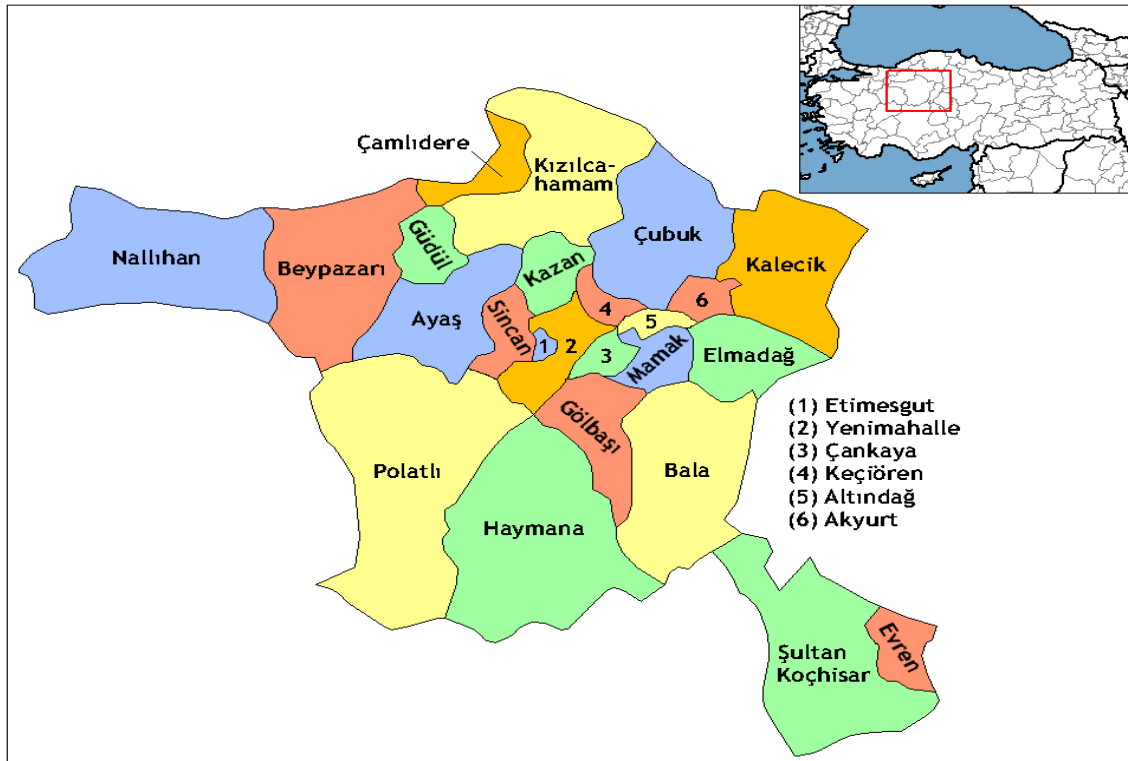 Çamlıdere
Kızılca-
hamam
Nallıhan
Beypazarı
Güdül
Çubuk
Kalecik
Kazan
Ayaş
Sincan
1
2
3
4
5
6
Mamak
Elmadağ
Gölbaşı
Polatlı
Haymana
Bala
(1) Etimesgut
(2) Yenimahalle
(3) Çankaya
(4) Keçiören
(5) Altındağ
(6) Akyurt
Şultan
Koçhisar
Evren